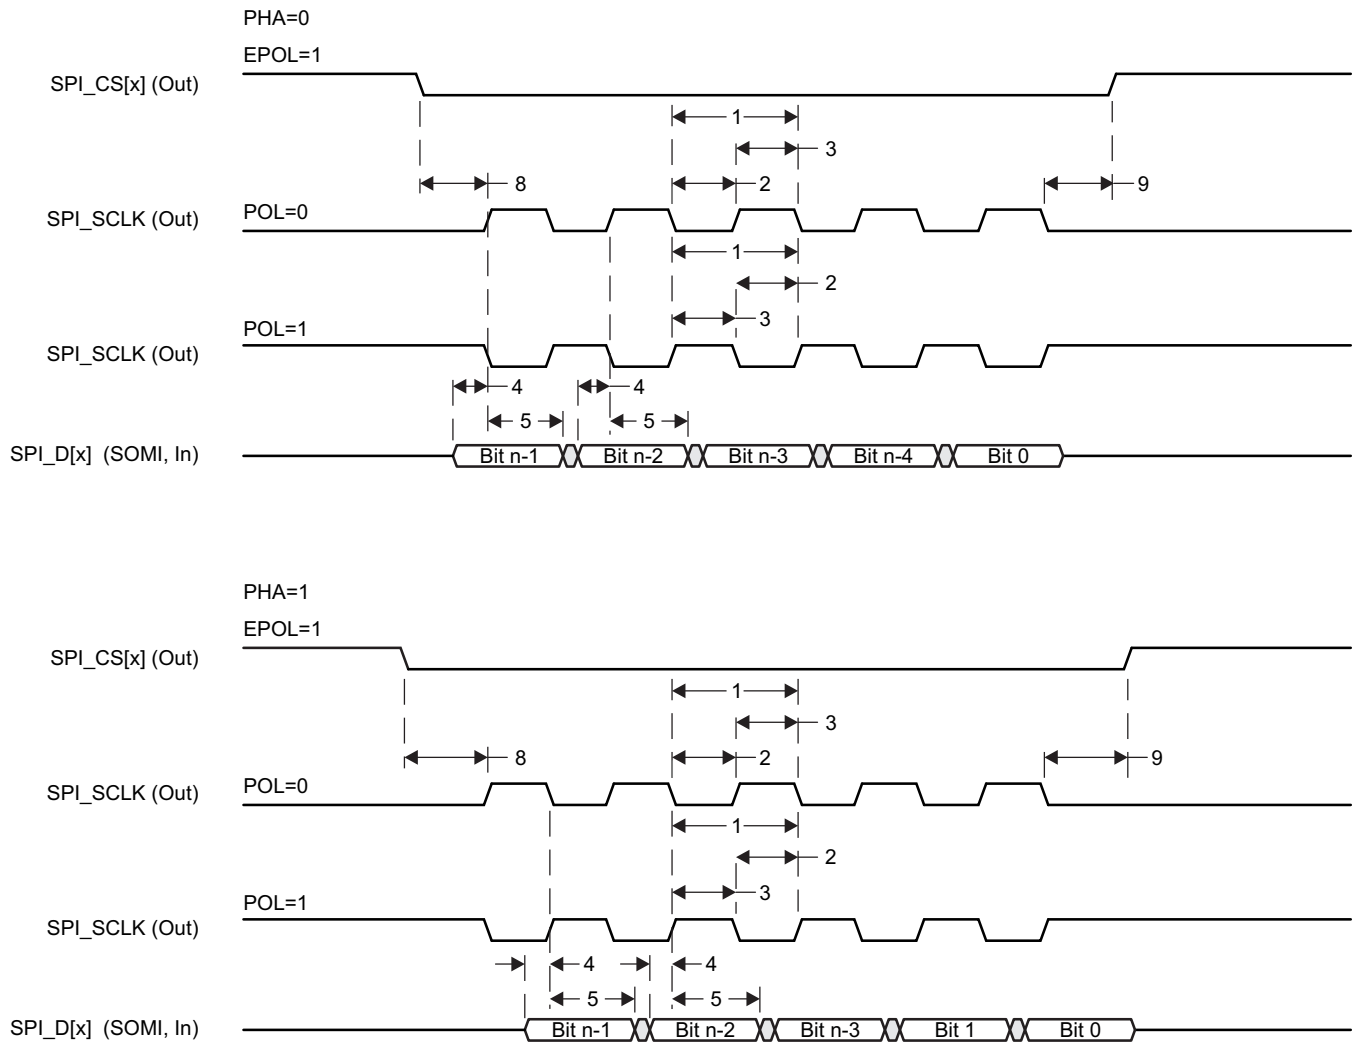 PHA=0
EPOL=1
SPI_CS[x] (Out)
1
3
8
2
9
POL=0
SPI_SCLK (Out)
1
2
3
POL=1
SPI_SCLK (Out)
4
4
5
5
SPI_D[x] (SOMI, In)
Bit n-1
Bit n-2
Bit n-3
Bit n-4
Bit 0
PHA=1
EPOL=1
SPI_CS[x] (Out)
1
3
8
2
9
POL=0
SPI_SCLK (Out)
1
2
3
POL=1
SPI_SCLK (Out)
4
4
5
5
SPI_D[x] (SOMI, In)
Bit n-1
Bit n-2
Bit n-3
Bit 1
Bit 0